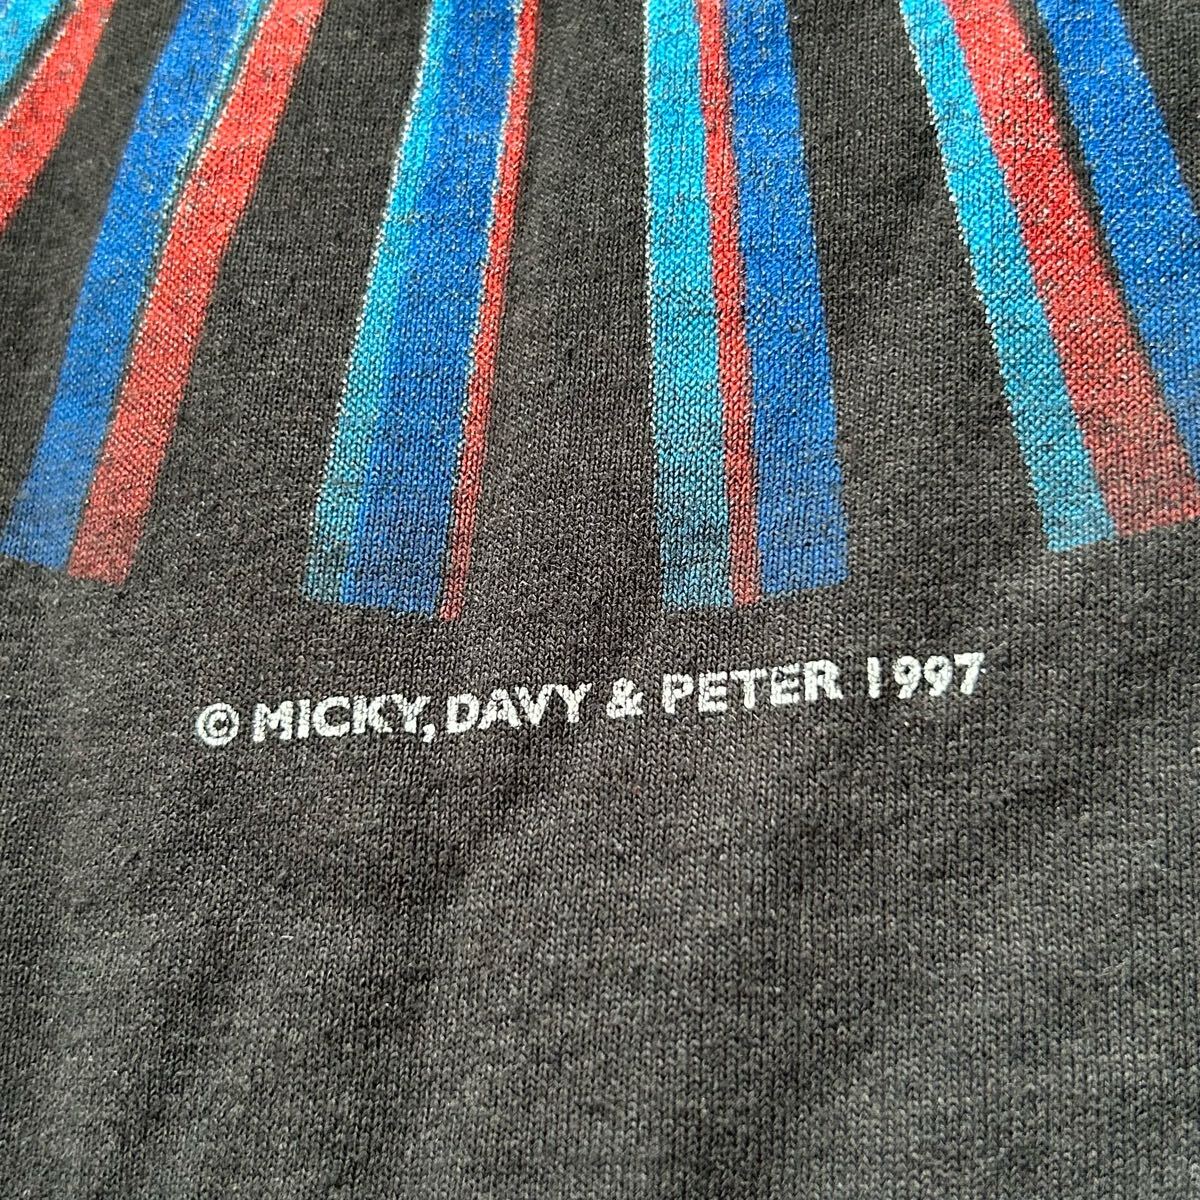 © MICKY, DAVY & PETER 1997